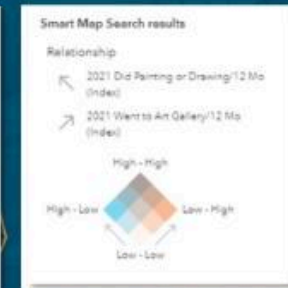 Smart Map Search results
Relationship
2021 Did Painting or Drawing/12 Mo
(Index)
2021 Went to Art Gallery/12 Mo
(Index)
High - High
High - Low
Low - High
Low - Low